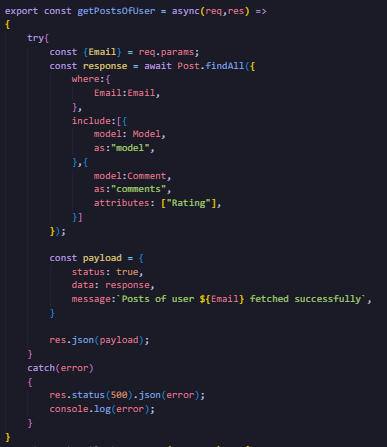 export const getPostsOfUser = async(req,res) =>
{
    try{
        const {Email} = req.params;
        const response = await Post.findAll({
            where:{
                Email:Email,
            },
            include:[{
                model: Model,
                as:"model",
            },{
                model:Comment,
                as:"comments",
                attributes: ["Rating"],
            }]
        });

        const payload = {
            status: true,
            data: response,
            message:`Posts of user ${Email} fetched successfully`,
        }

        res.json(payload);
    }
    catch(error)
    {
        res.status(500).json(error);
        console.log(error);
    }
}